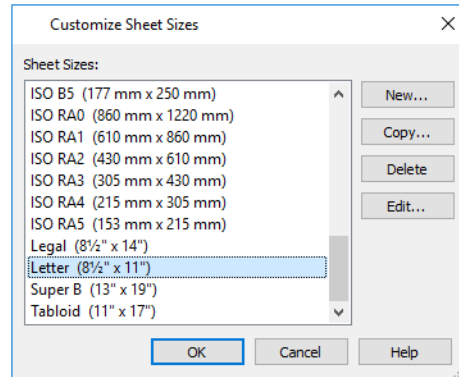 Customize Sheet Sizes
Sheet Sizes:
ISO B5 (177 mm x 250 mm)
ISO RA0 (860 mm x 1220 mm)
ISO RA1 (610 mm x 860 mm)
ISO RA2 (430 mm x 610 mm)
ISO RA3 (305 mm x 430 mm)
ISO RA4 (215 mm x 305 mm)
ISO RA5 (153 mm x 215 mm)
Legal (8½" x 14")
Letter (8½" x 11")
Super B (13" x 19")
Tabloid (11" x 17")
New...
Copy...
Delete
Edit...
OK
Cancel
Help